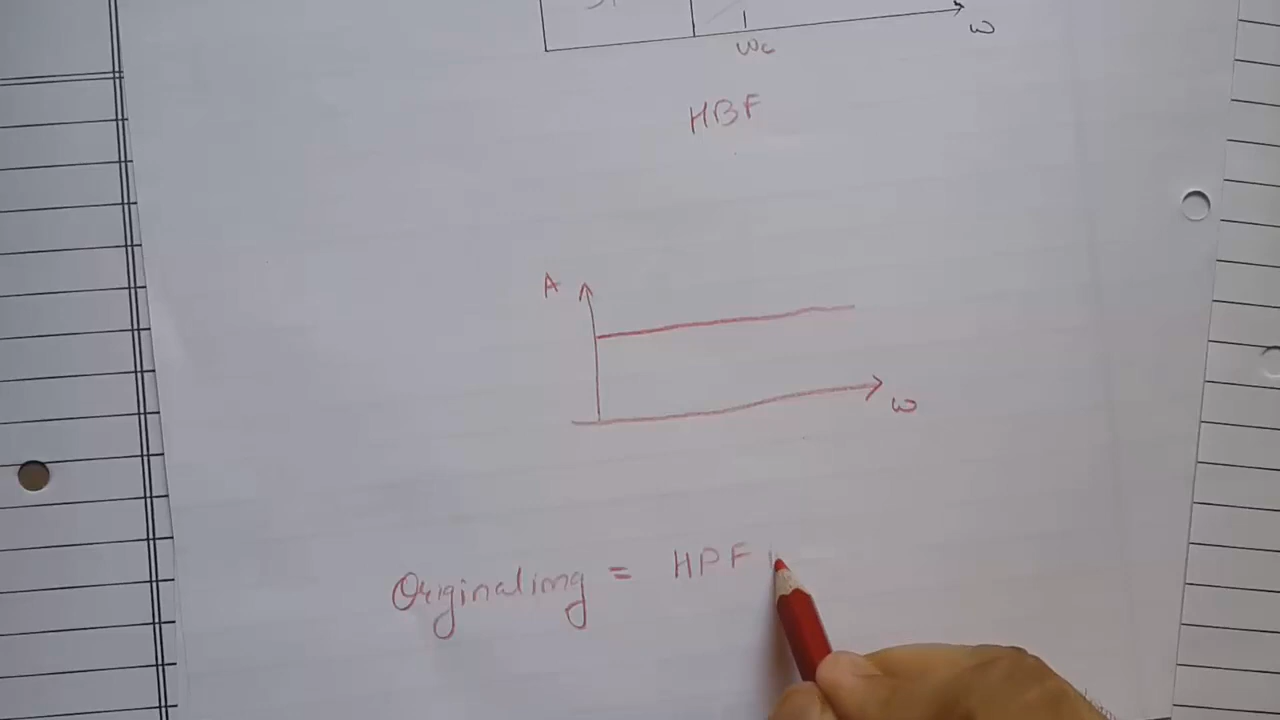 ω
ωc
HBF
A
ω
Originalimg = HPF